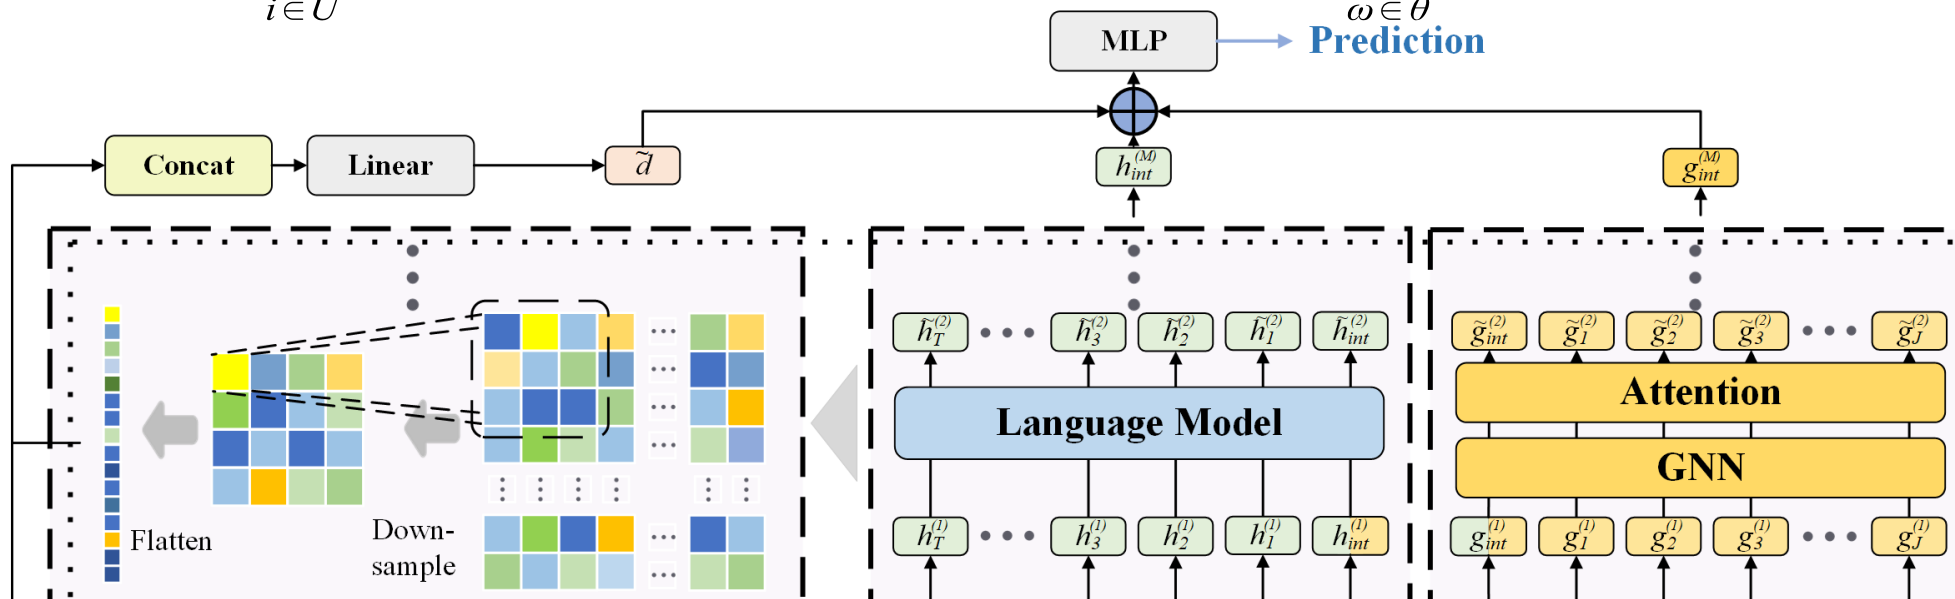 i ∈ U
ω ∈ θ
MLP
Prediction
Concat
Linear
d̃
h_int^(M)
g_int^(M)
h̃_T^(2) ••• h̃_3^(2) h̃_2^(2) h̃_1^(2) h̃_int^(2)
g̃_int^(2) g̃_1^(2) g̃_2^(2) g̃_3^(2) ••• g̃_J^(2)
Attention
Language Model
GNN
Flatten
Down-
sample
h_T^(1) ••• h_3^(1) h_2^(1) h_1^(1) h_int^(1)
g_int^(1) g_1^(1) g_2^(1) g_3^(1) ••• g_J^(1)